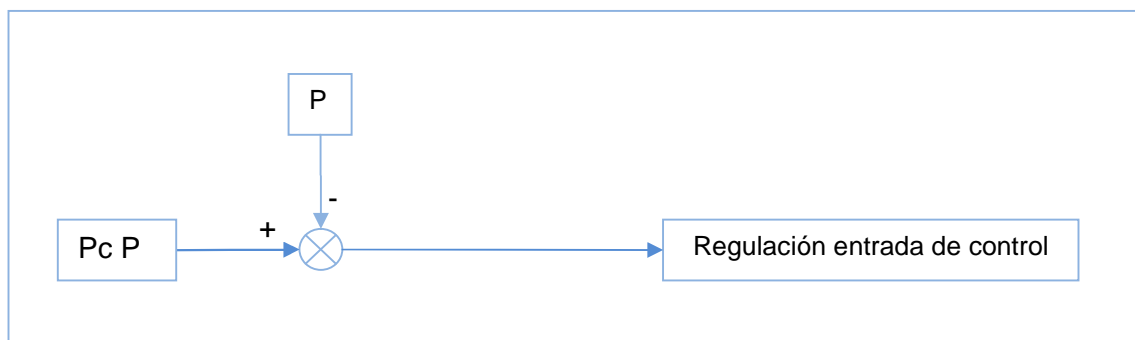 P
-
+
Pc P
Regulación entrada de control